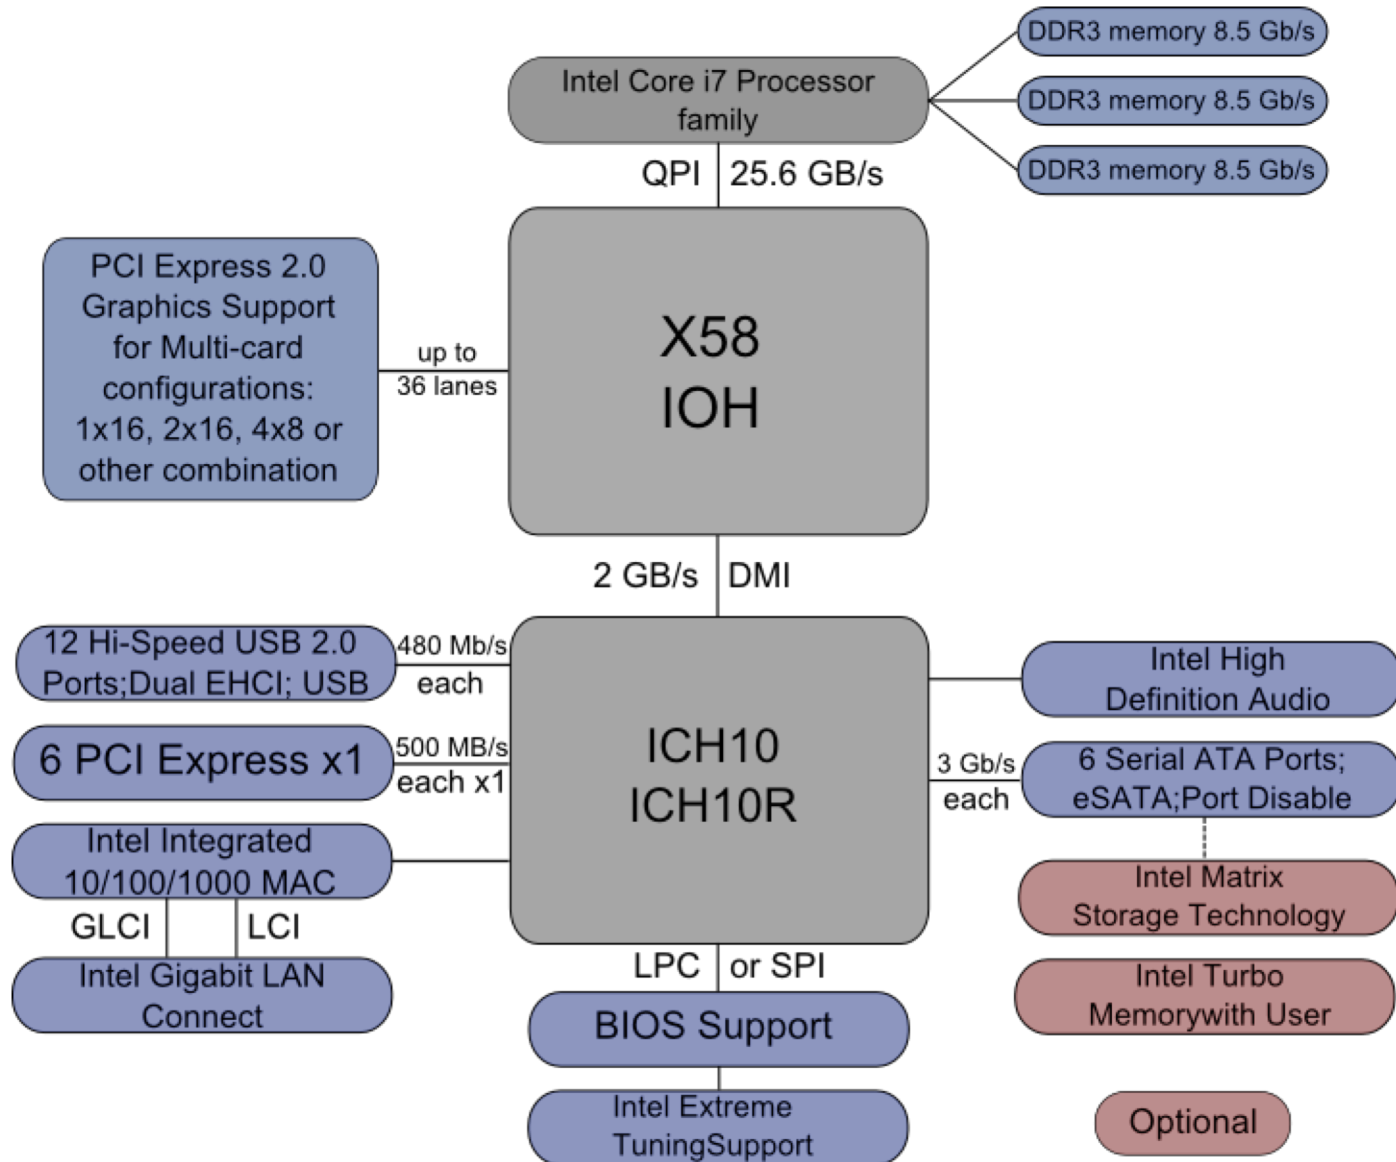 DDR3 memory 8.5 Gb/s
Intel Core i7 Processor
family
DDR3 memory 8.5 Gb/s
DDR3 memory 8.5 Gb/s
QPI 25.6 GB/s
PCI Express 2.0
Graphics Support
for Multi-card
configurations:
1x16, 2x16, 4x8 or
other combination
up to
36 lanes
X58
IOH
2 GB/s DMI
12 Hi-Speed USB 2.0
Ports;Dual EHCI; USB
480 Mb/s
each
6 PCI Express x1
500 MB/s
each x1
Intel Integrated
10/100/1000 MAC
GLCI LCI
Intel Gigabit LAN
Connect
ICH10
ICH10R
Intel High
Definition Audio
3 Gb/s
each
6 Serial ATA Ports;
eSATA;Port Disable
Intel Matrix
Storage Technology
Intel Turbo
Memorywith User
LPC or SPI
BIOS Support
Intel Extreme
TuningSupport
Optional